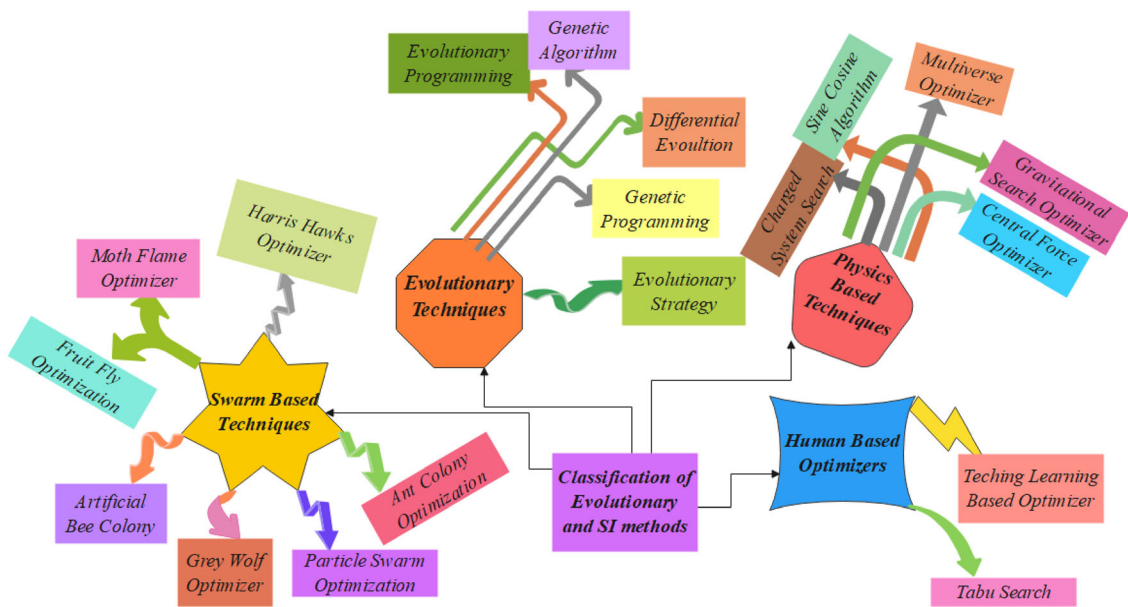 Genetic
Algorithm
Evolutionary
Programming
Differential
Evoultion
Genetic
Programming
Evolutionary
Strategy
Evolutionary
Techniques
Sine Cosine
Algorithm
Multiverse
Optimizer
Charged
System Search
Gravitational
Search Optimizer
Central Force
Optimizer
Physics
Based
Techniques
Harris Hawks
Optimizer
Moth Flame
Optimizer
Fruit Fly
Optimization
Swarm Based
Techniques
Artificial
Bee Colony
Grey Wolf
Optimizer
Particle Swarm
Optimization
Ant Colony
Optimization
Classification of
Evolutionary
and SI methods
Human Based
Optimizers
Teching Learning
Based Optimizer
Tabu Search